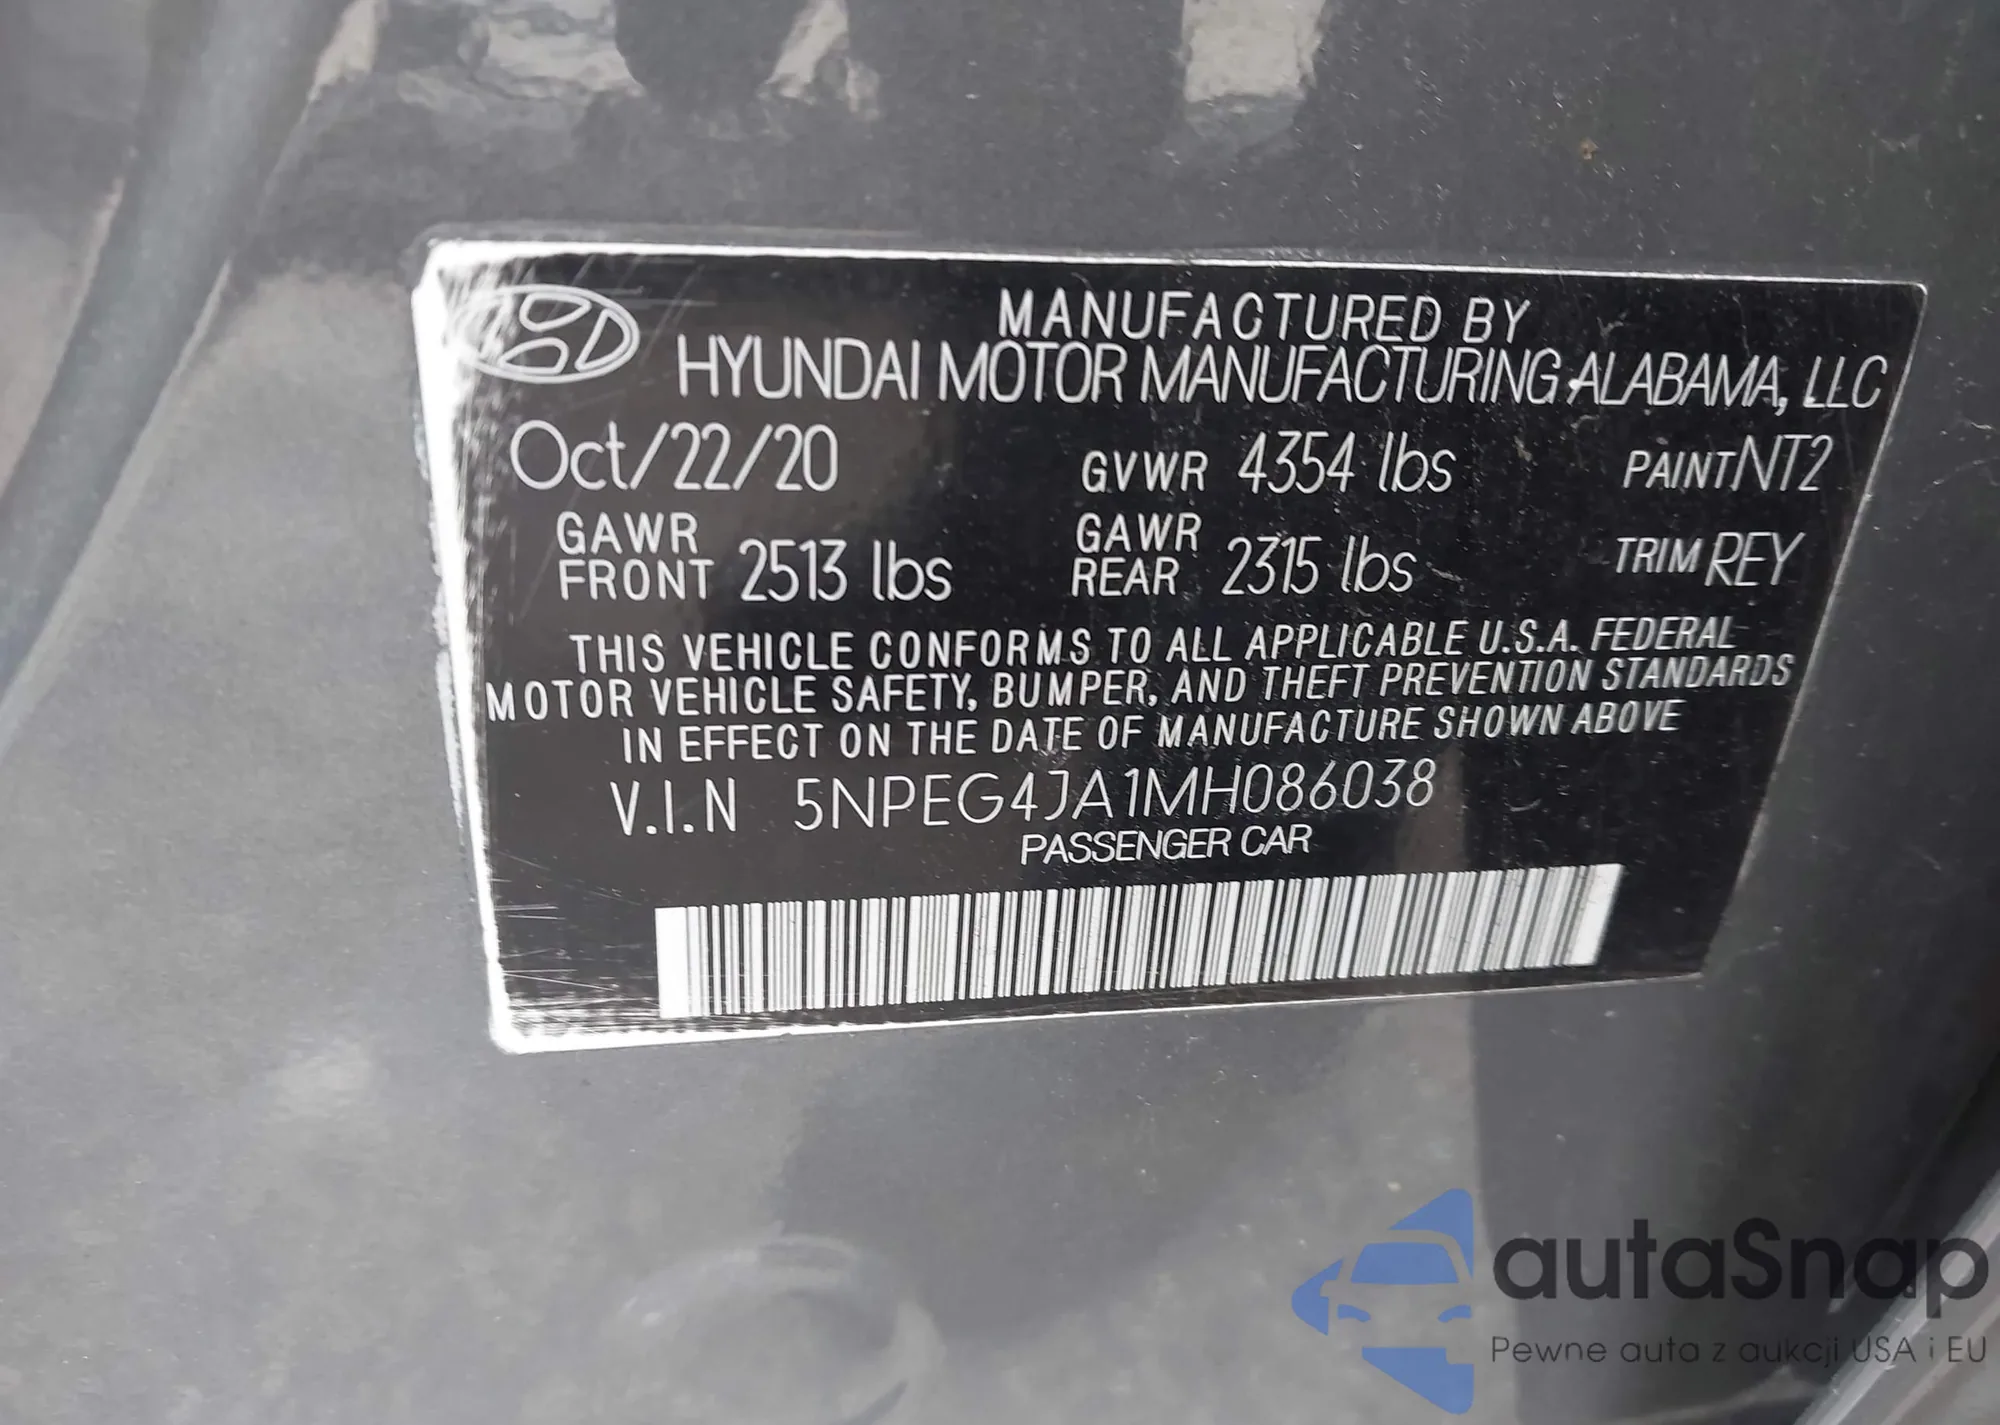 MANUFACTURED BY
HYUNDAI MOTOR MANUFACTURING ALABAMA, LLC
Oct/22/20 GVWR 4354 lbs PAINT NT2
GAWR FRONT 2513 lbs GAWR REAR 2315 lbs TRIM REY
THIS VEHICLE CONFORMS TO ALL APPLICABLE U.S.A. FEDERAL
MOTOR VEHICLE SAFETY, BUMPER, AND THEFT PREVENTION STANDARDS
IN EFFECT ON THE DATE OF MANUFACTURE SHOWN ABOVE
V.I.N 5NPEG4JA1MH086038
PASSENGER CAR
autaSnap
Pewne auta z aukcji USA i EU